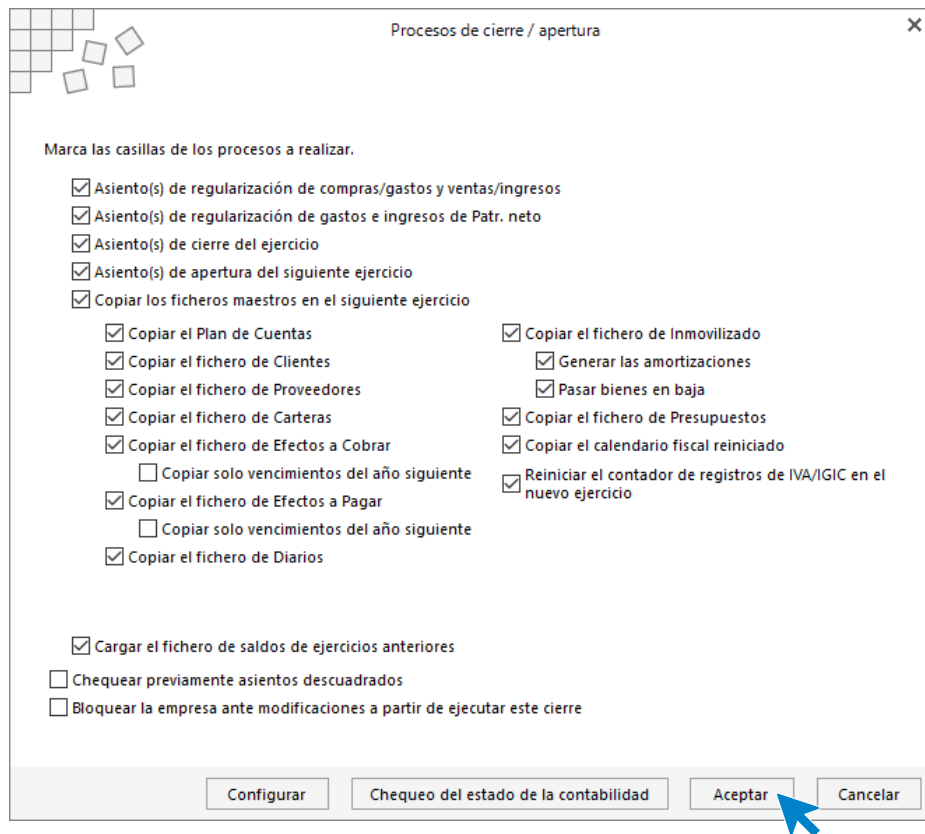 Procesos de cierre / apertura
Marca las casillas de los procesos a realizar.
Asiento(s) de regularización de compras/gastos y ventas/ingresos
Asiento(s) de regularización de gastos e ingresos de Patr. neto
Asiento(s) de cierre del ejercicio
Asiento(s) de apertura del siguiente ejercicio
Copiar los ficheros maestros en el siguiente ejercicio
Copiar el Plan de Cuentas
Copiar el fichero de Clientes
Copiar el fichero de Proveedores
Copiar el fichero de Carteras
Copiar el fichero de Efectos a Cobrar
Copiar solo vencimientos del año siguiente
Copiar el fichero de Efectos a Pagar
Copiar solo vencimientos del año siguiente
Copiar el fichero de Diarios
Copiar el fichero de Inmovilizado
Generar las amortizaciones
Pasar bienes en baja
Copiar el fichero de Presupuestos
Copiar el calendario fiscal reiniciado
Reiniciar el contador de registros de IVA/IGIC en el
nuevo ejercicio
Cargar el fichero de saldos de ejercicios anteriores
Chequear previamente asientos descuadrados
Bloquear la empresa ante modificaciones a partir de ejecutar este cierre
Configurar
Chequeo del estado de la contabilidad
Aceptar
Cancelar